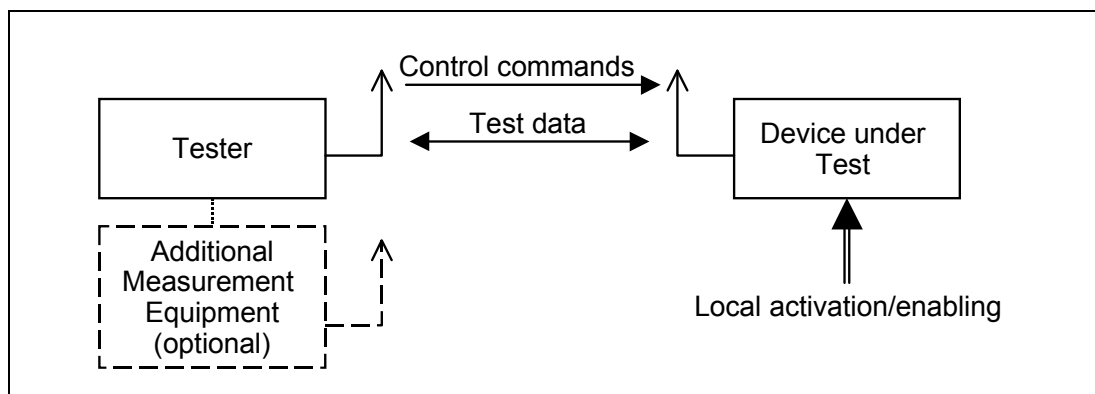 Control commands
Test data
Tester
Device under
Test
Additional
Measurement
Equipment
(optional)
Local activation/enabling